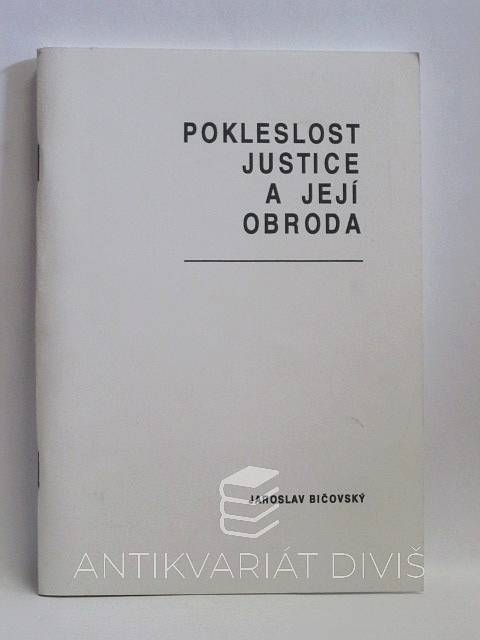 POKLESLOST
JUSTICE
A JEJÍ
OBRODA
JAROSLAV BIČOVSKÝ
ANTIKVARIÁT DIVIŠ